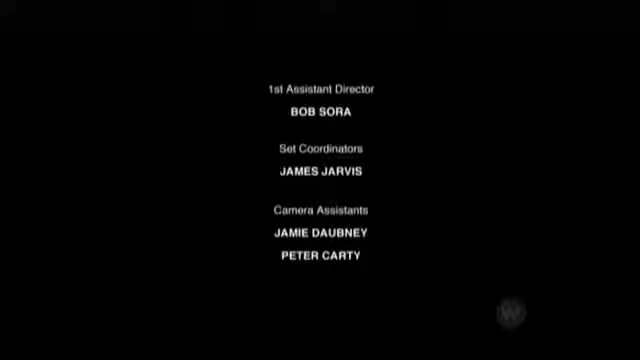 1st Assistant Director
BOB SORA
Set Coordinators
JAMES JARVIS
Camera Assistants
JAMIE DAUBNEY
PETER CARTY
W